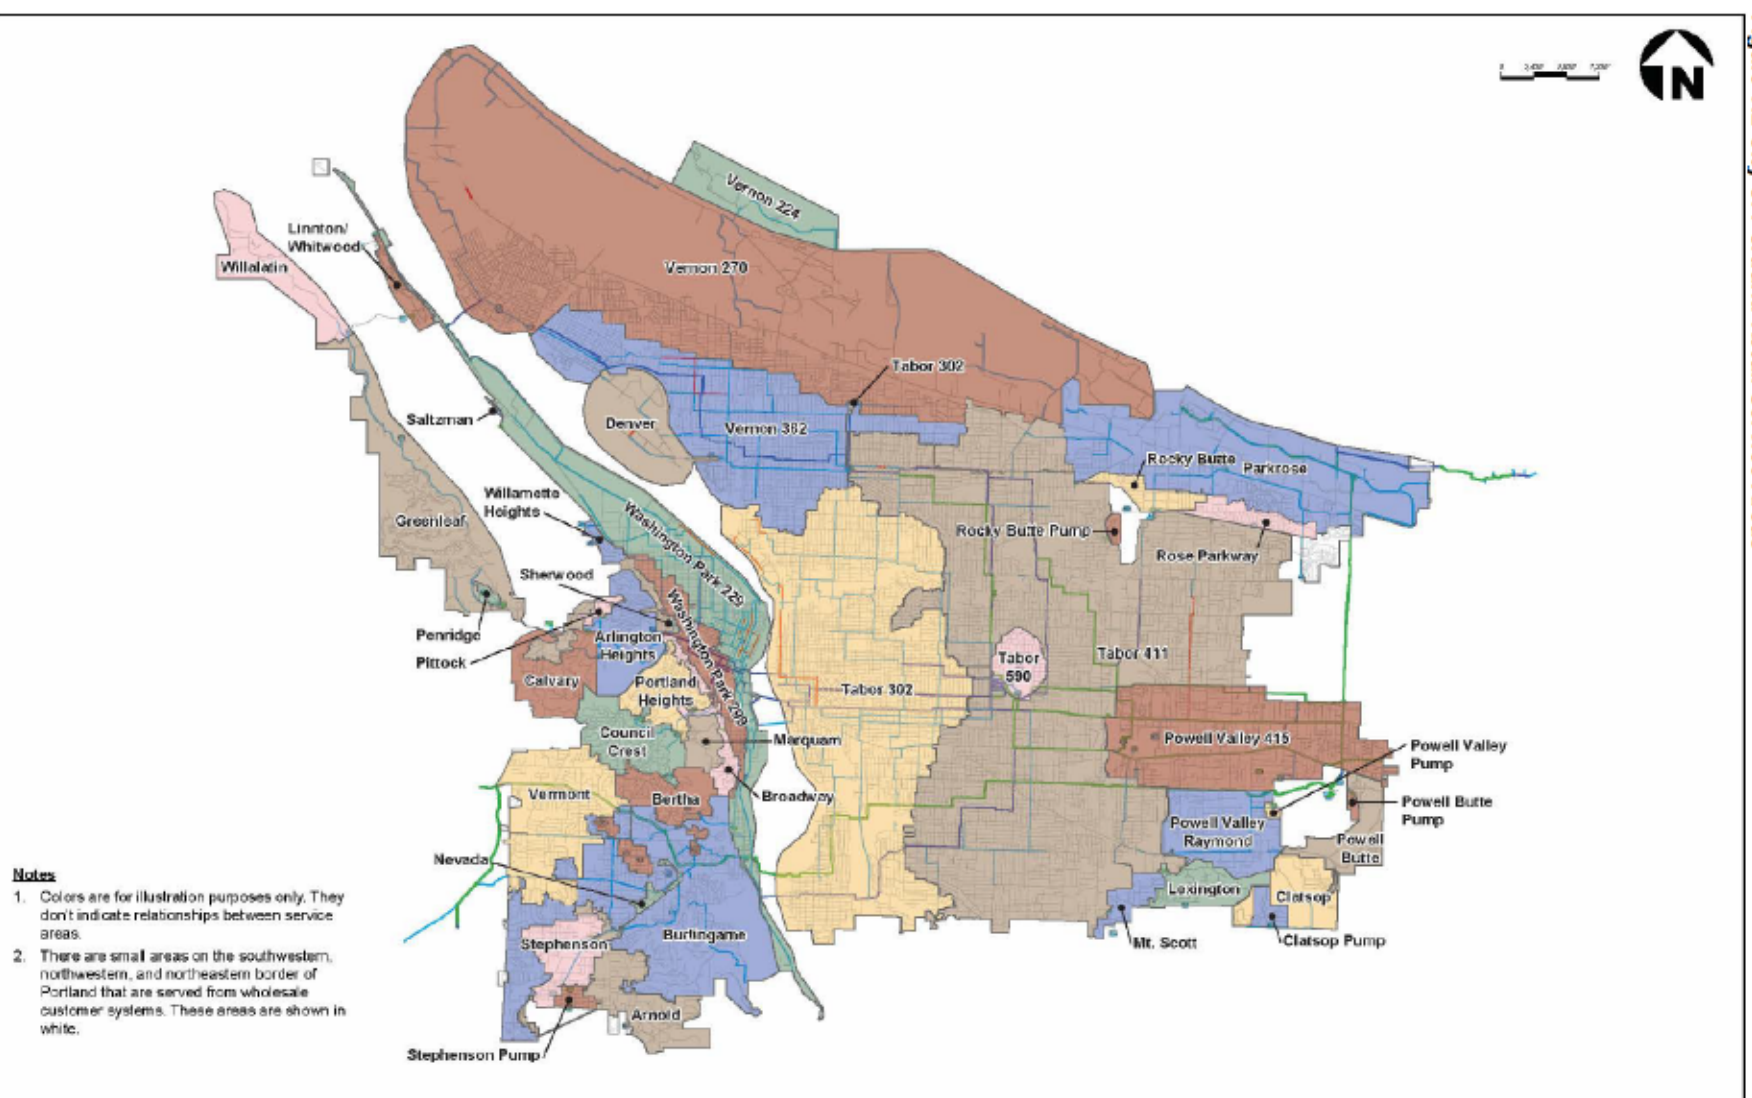 N
Vernon 224
Linnton/
Whitwood
Willalatin
Vernon 270
Tabor 302
Saltzman
Denver
Vernon 362
Rocky Butte
Parkrose
Willamette
Heights
Greenleaf
Washington Park 229
Rocky Butte Pump
Rose Parkway
Sherwood
Washington Park 299
Penridge
Pittock
Arlington
Heights
Tabor
590
Tabor 411
Calvary
Portland
Heights
Tabor 302
Council
Crest
Marquam
Powell Valley 415
Powell Valley
Pump
Vermont
Bertha
Broadway
Powell Butte
Pump
Powell Valley
Raymond
Powell
Butte
Nevada
Lexington
Clatsop
Stephenson
Burlingame
Mt. Scott
Clatsop Pump
Arnold
Stephenson Pump
Notes
1. Colors are for illustration purposes only. They
don't indicate relationships between service
areas.
2. There are small areas on the southwestern,
northwestern, and northeastern border of
Portland that are served from wholesale
customer systems. These areas are shown in
white.